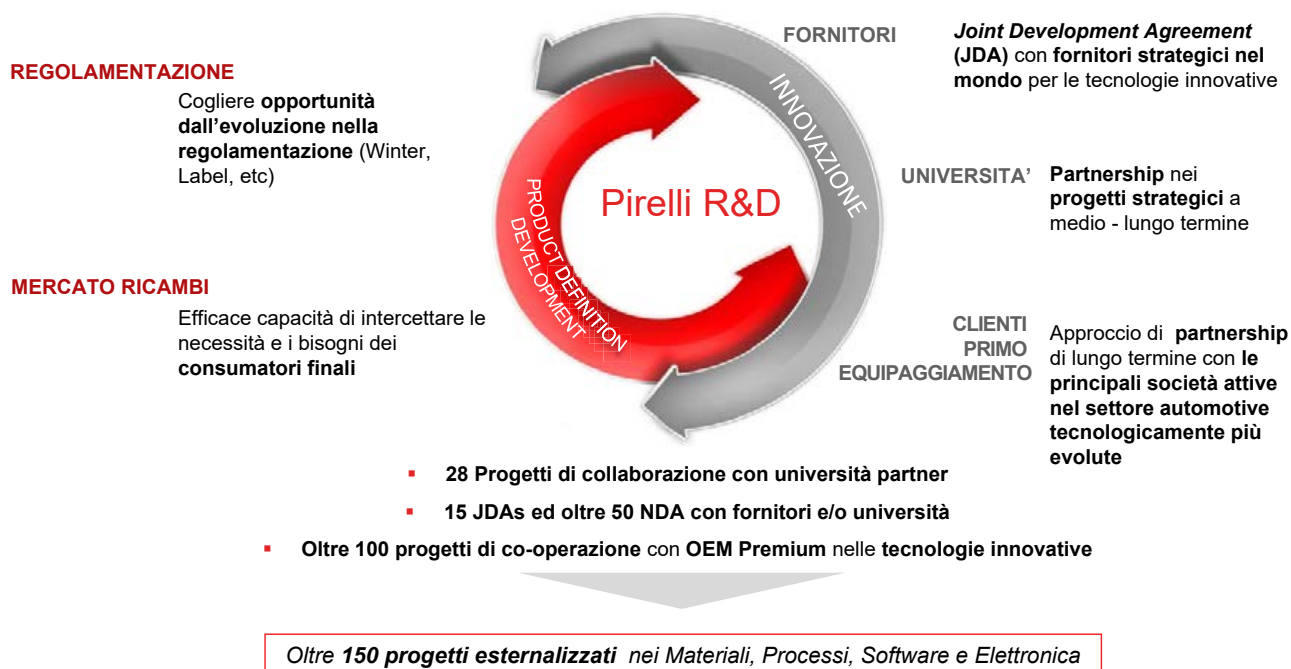 REGOLAMENTAZIONE
Cogliere opportunità
dall'evoluzione nella
regolamentazione (Winter,
Label, etc)
MERCATO RICAMBI
Efficace capacità di intercettare le
necessità e i bisogni dei
consumatori finali
INNOVAZIONE
PRODUCT DEFINITION
DEVELOPMENT
Pirelli R&D
FORNITORI
Joint Development Agreement
(JDA) con fornitori strategici nel
mondo per le tecnologie innovative
UNIVERSITA'
Partnership nei
progetti strategici a
medio - lungo termine
CLIENTI
PRIMO
EQUIPAGGIAMENTO
Approccio di partnership
di lungo termine con le
principali società attive
nel settore automotive
tecnologicamente più
evolute
▪ 28 Progetti di collaborazione con università partner
▪ 15 JDAs ed oltre 50 NDA con fornitori e/o università
▪ Oltre 100 progetti di co-operazione con OEM Premium nelle tecnologie innovative
Oltre 150 progetti esternalizzati nei Materiali, Processi, Software e Elettronica